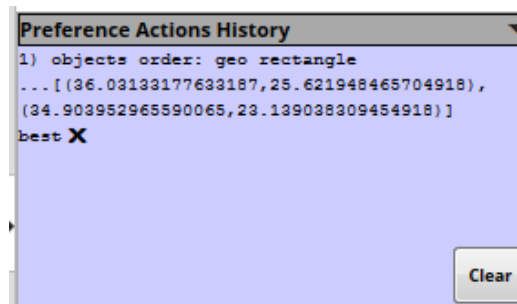 Preference Actions History
1) objects order: geo rectangle
...[(36.03133177633187,25.621948465704918),
(34.903952965590065,23.139038309454918)]
best X
Clear